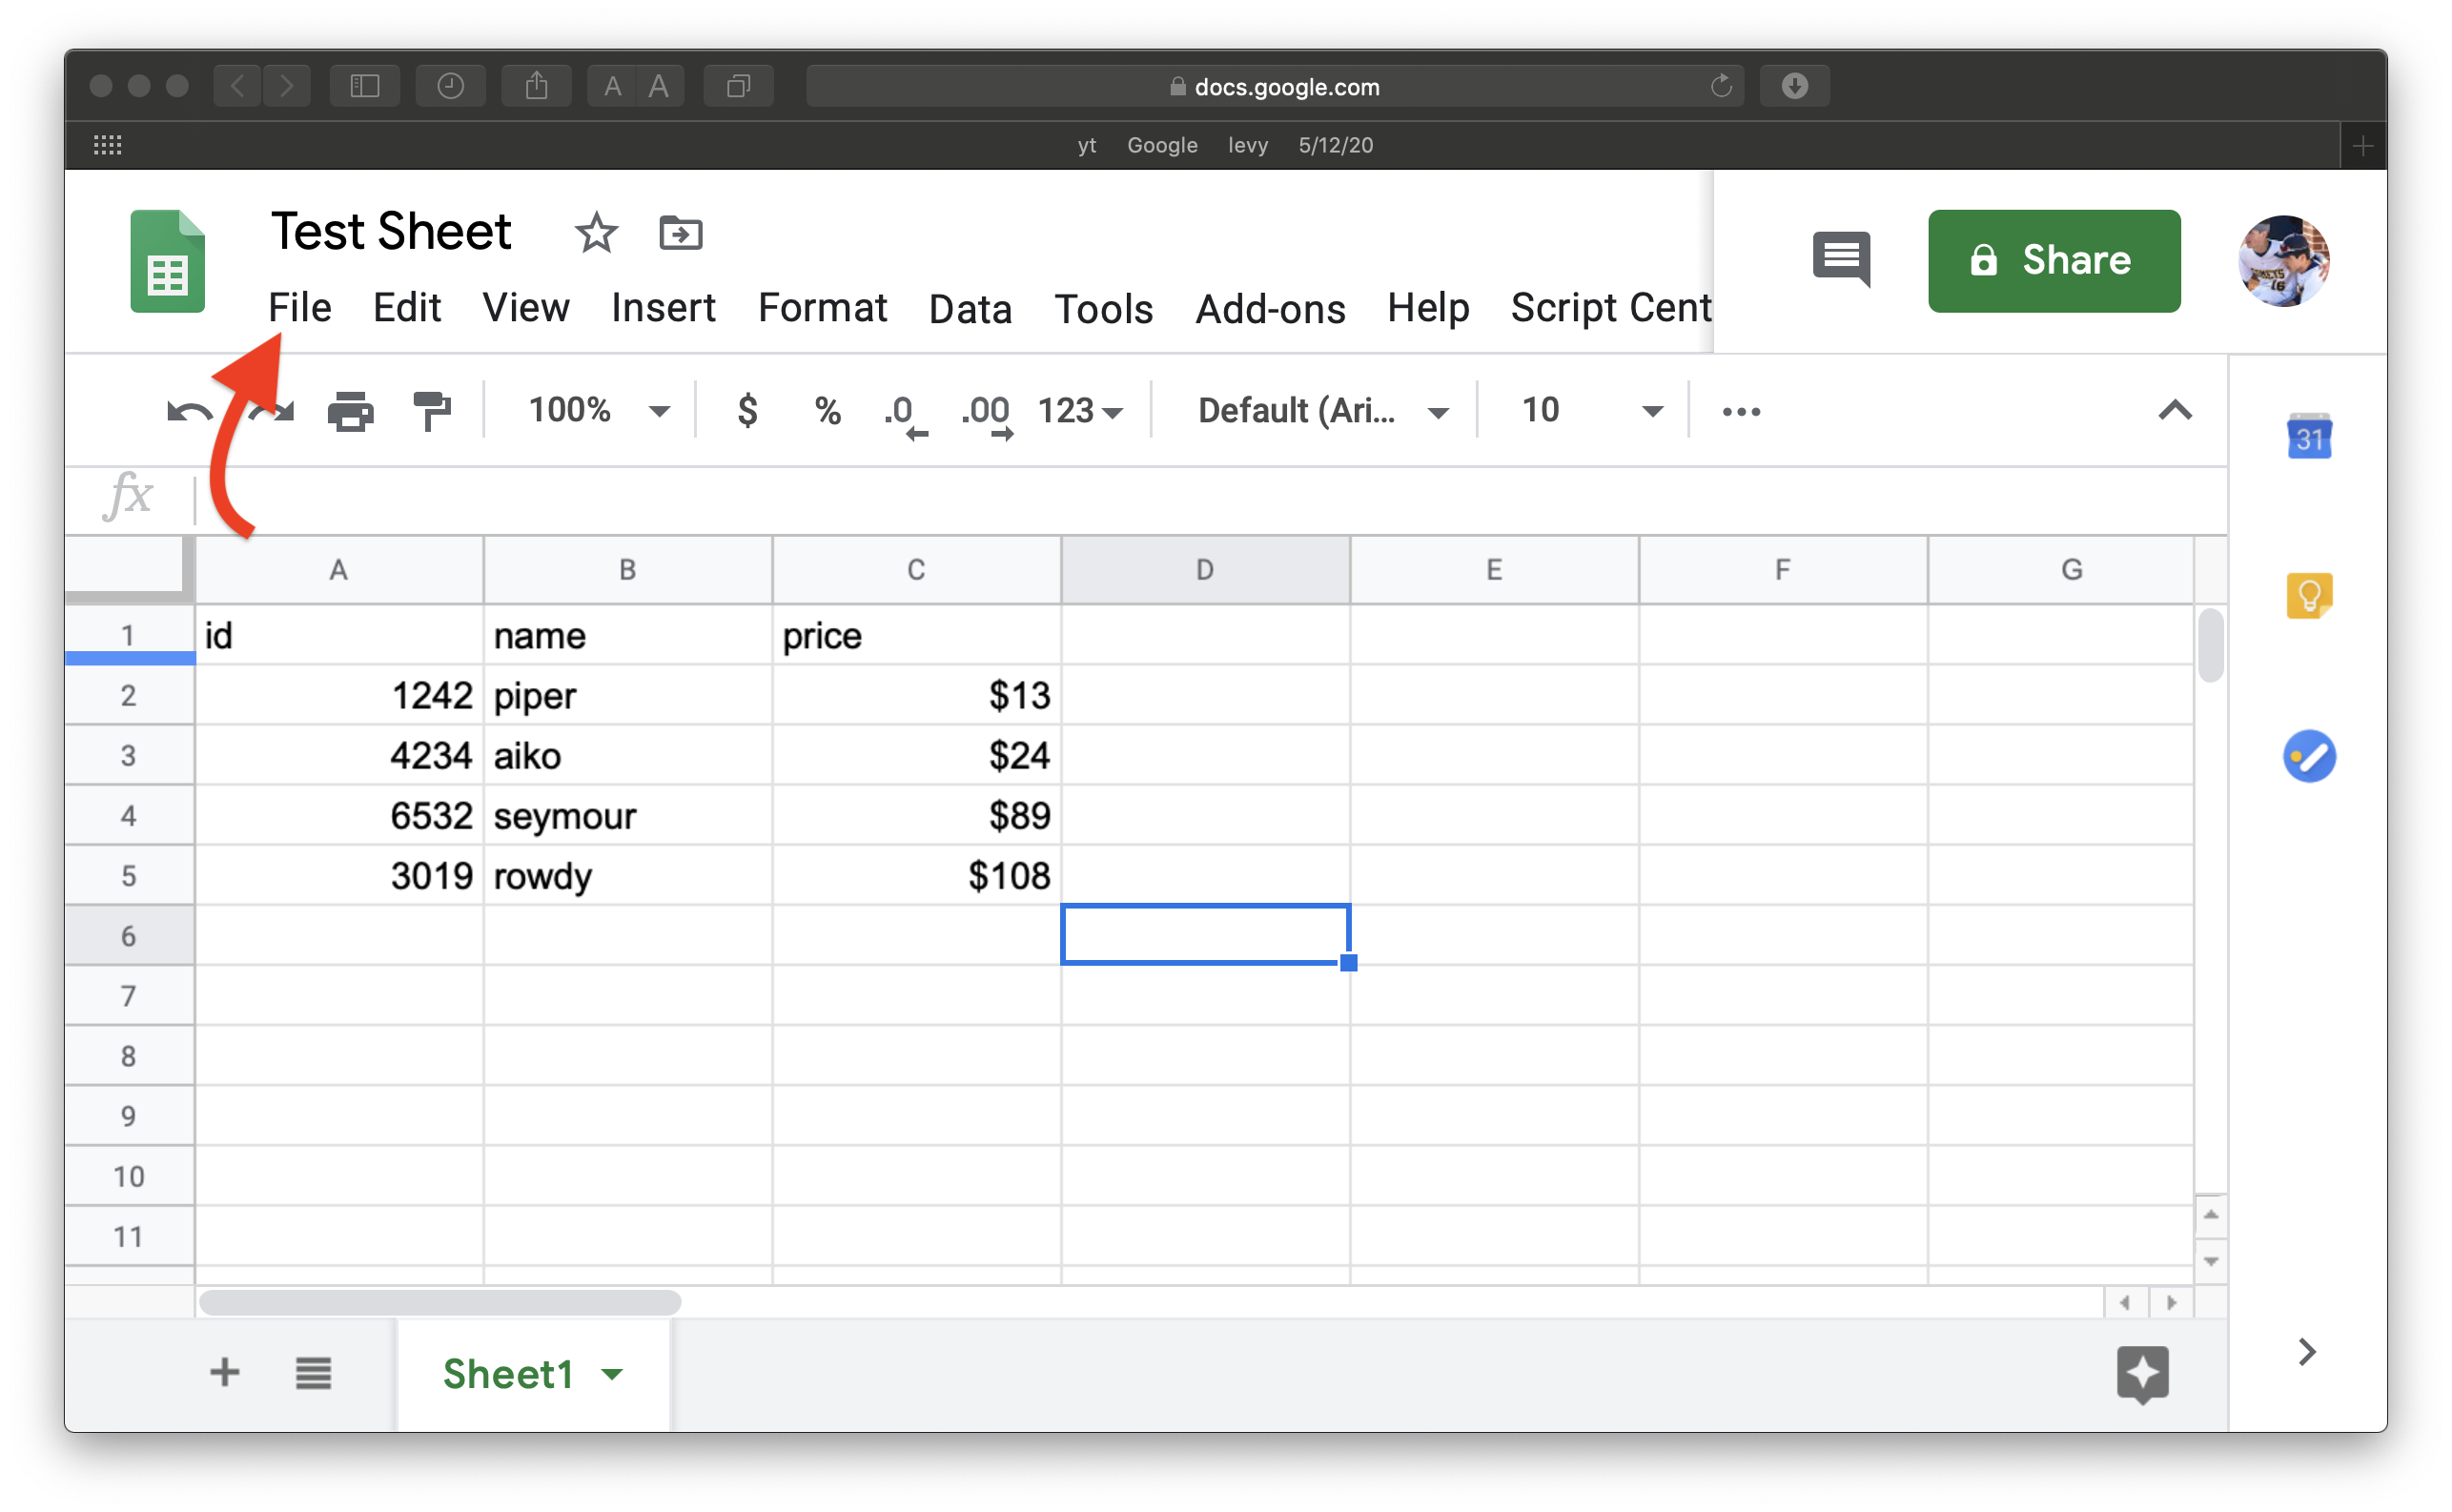 A A docs.google.com
yt Google levy 5/12/20
Test Sheet
File Edit View Insert Format Data Tools Add-ons Help Script Cent
Share
100% $ % .0 .00 123 Default (Ari... 10
fx
31
A B C D E F G
1 id name price
2 1242 piper $13
3 4234 aiko $24
4 6532 seymour $89
5 3019 rowdy $108
6
7
8
9
10
11
Sheet1